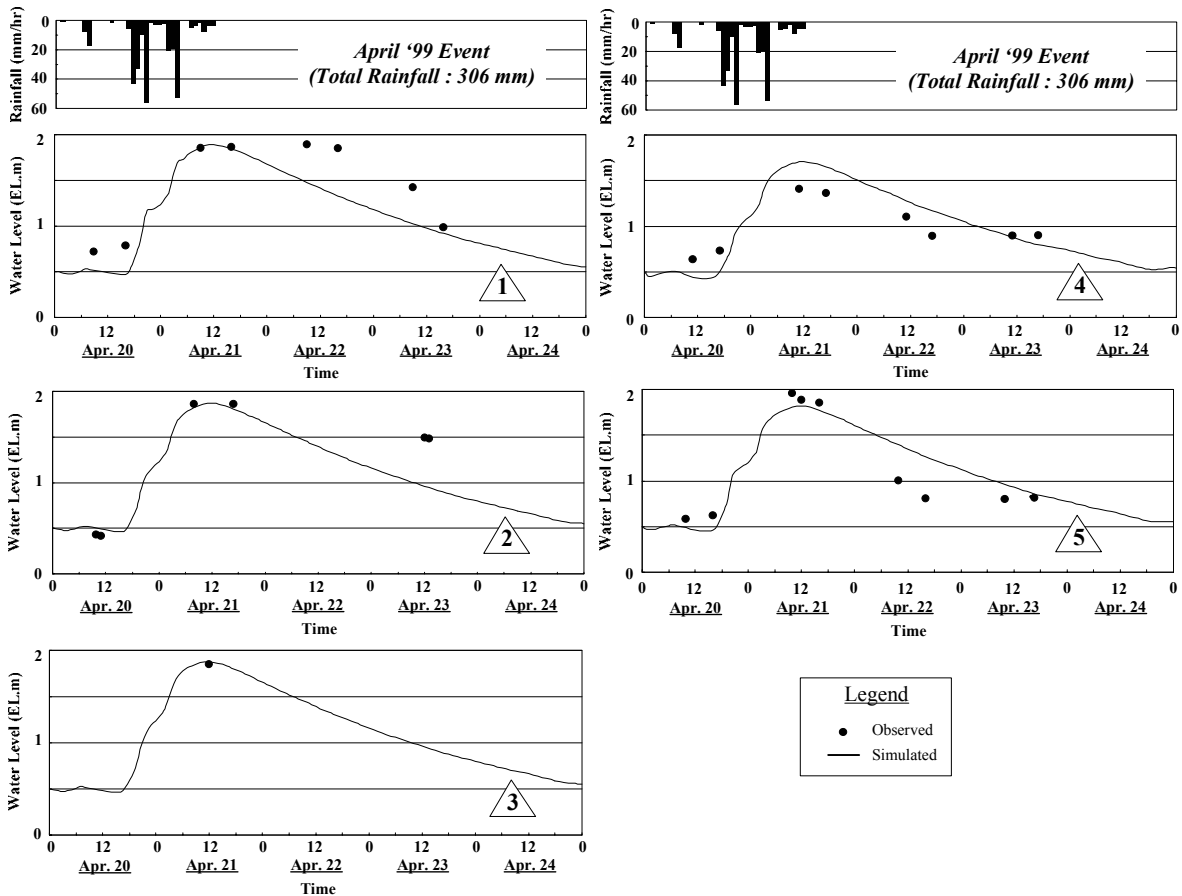 Rainfall (mm/hr)
0
20
40
60
April ‘99 Event
(Total Rainfall : 306 mm)
Water Level (EL.m)
2
1
0
1
0 12 0 12 0 12 0 12 0 12 0
Apr. 20 Apr. 21 Apr. 22 Apr. 23 Apr. 24
Time
Water Level (EL.m)
2
1
0
2
0 12 0 12 0 12 0 12 0 12 0
Apr. 20 Apr. 21 Apr. 22 Apr. 23 Apr. 24
Time
Water Level (EL.m)
2
1
0
3
0 12 0 12 0 12 0 12 0 12 0
Apr. 20 Apr. 21 Apr. 22 Apr. 23 Apr. 24
Time
Rainfall (mm/hr)
0
20
40
60
April ‘99 Event
(Total Rainfall : 306 mm)
Water Level (EL.m)
2
1
0
4
0 12 0 12 0 12 0 12 0 12 0
Apr. 20 Apr. 21 Apr. 22 Apr. 23 Apr. 24
Time
Water Level (EL.m)
2
1
0
5
0 12 0 12 0 12 0 12 0 12 0
Apr. 20 Apr. 21 Apr. 22 Apr. 23 Apr. 24
Time
Legend
Observed
Simulated